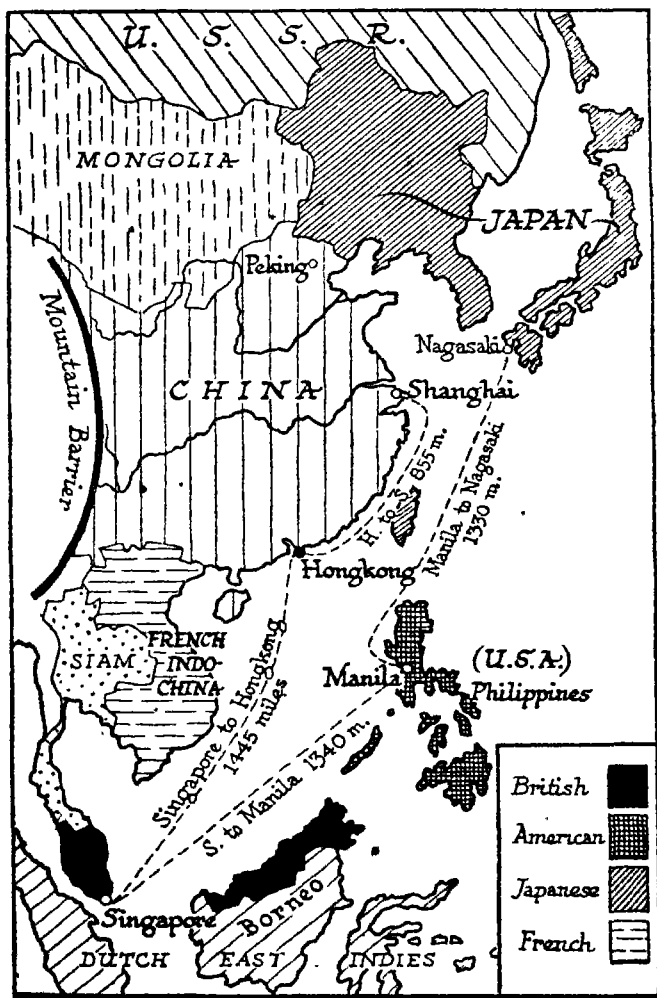 U. S. S. R.
MONGOLIA
JAPAN
Peking
Nagasaki
Mountain Barrier
CHINA
Shanghai
H. to S. 855 m.
Manila to Nagasaki
1330 m.
Hongkong
FRENCH
INDO-
CHINA
SIAM
Singapore to Hongkong
1445 miles
Manila
(U.S.A.)
Philippines
S. to Manila 1340 m.
British
American
Japanese
French
Borneo
Singapore
DUTCH EAST INDIES